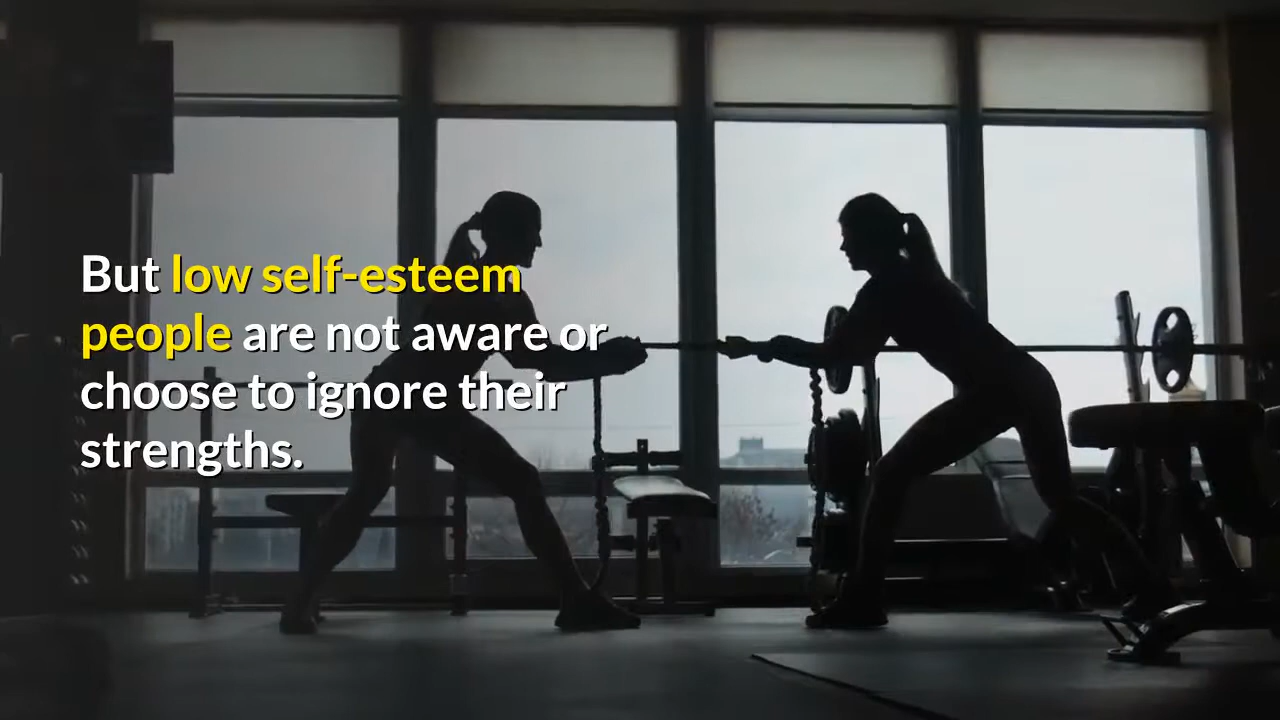 But low self-esteem
people are not aware or
choose to ignore their
strengths.